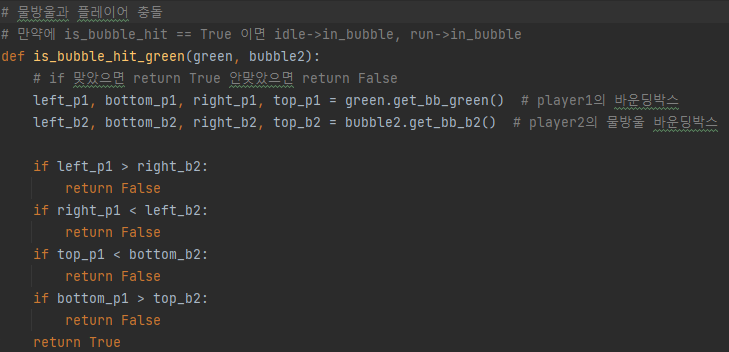 # 물방울과 플레이어 충돌
# 만약에 is_bubble_hit == True 이면 idle->in_bubble, run->in_bubble
def is_bubble_hit_green(green, bubble2):
    # if 맞았으면 return True 안맞았으면 return False
    left_p1, bottom_p1, right_p1, top_p1 = green.get_bb_green()  # player1의 바운딩박스
    left_b2, bottom_b2, right_b2, top_b2 = bubble2.get_bb_b2()  # player2의 물방울 바운딩박스
    if left_p1 > right_b2:
        return False
    if right_p1 < left_b2:
        return False
    if top_p1 < bottom_b2:
        return False
    if bottom_p1 > top_b2:
        return False
    return True